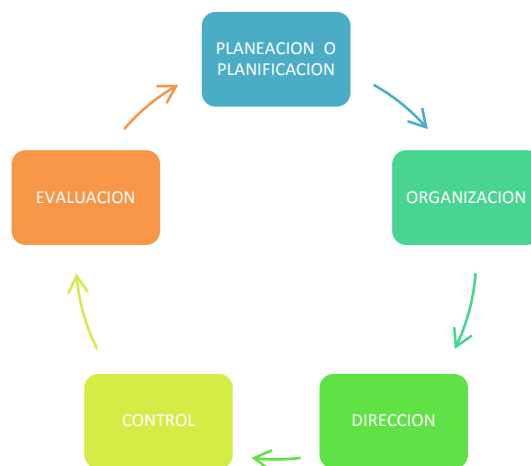 PLANEACION O
PLANIFICACION
ORGANIZACION
DIRECCION
CONTROL
EVALUACION